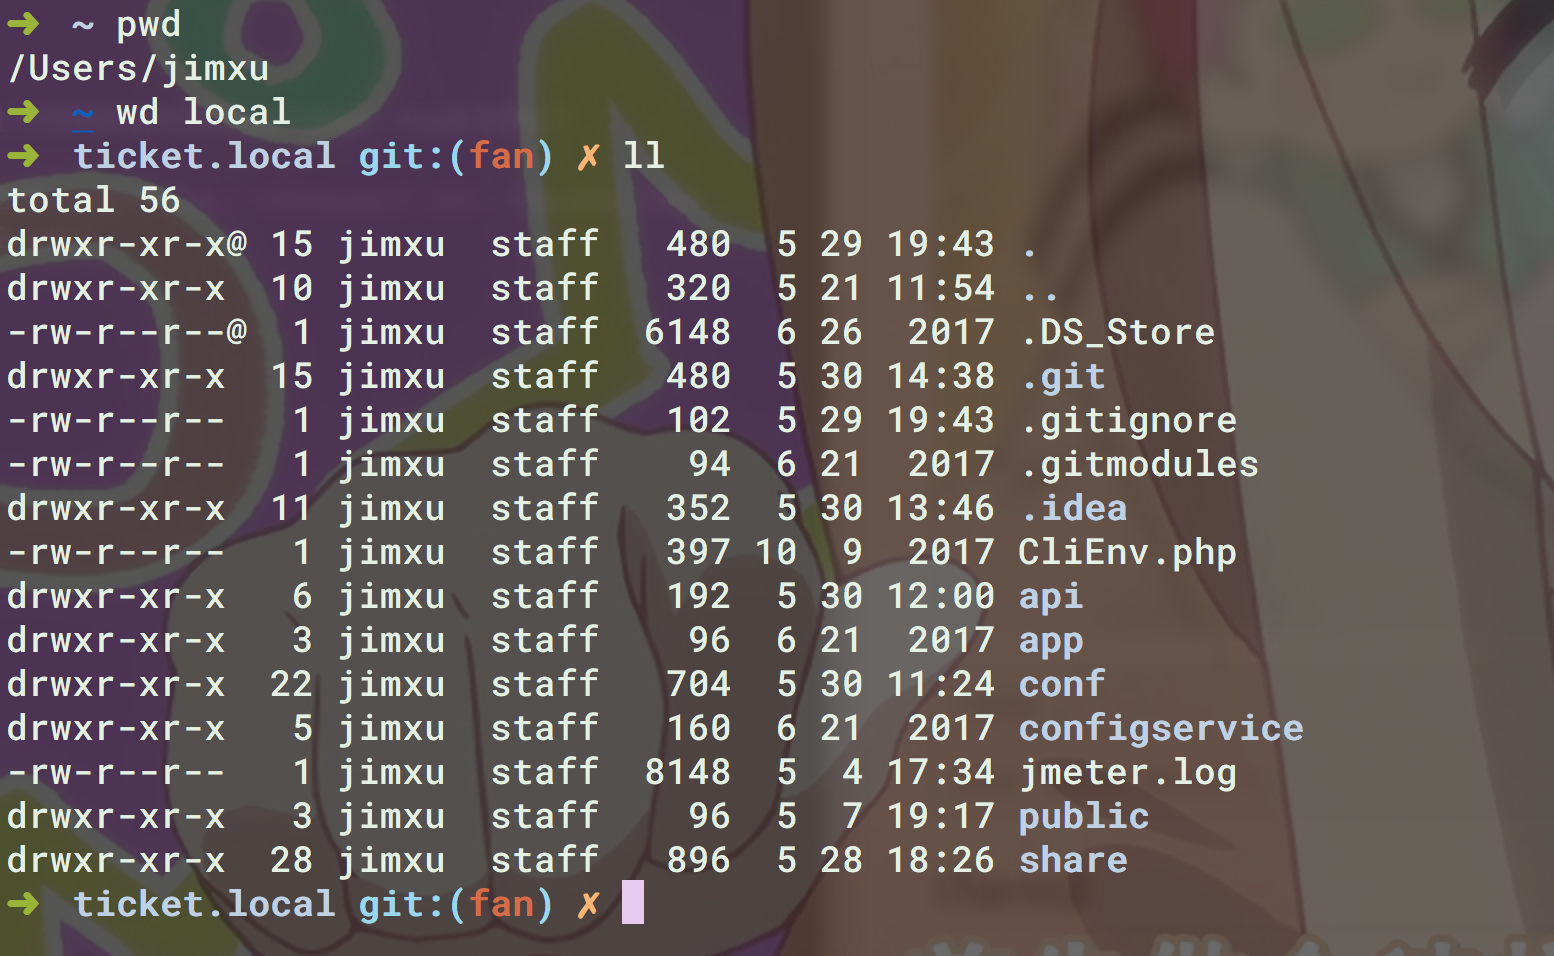 ➜  ~ pwd
/Users/jimxu
➜  ~ wd local
➜  ticket.local git:(fan) ✗ ll
total 56
drwxr-xr-x@ 15 jimxu  staff   480  5 29 19:43 .
drwxr-xr-x  10 jimxu  staff   320  5 21 11:54 ..
-rw-r--r--@  1 jimxu  staff  6148  6 26  2017 .DS_Store
drwxr-xr-x  15 jimxu  staff   480  5 30 14:38 .git
-rw-r--r--   1 jimxu  staff   102  5 29 19:43 .gitignore
-rw-r--r--   1 jimxu  staff    94  6 21  2017 .gitmodules
drwxr-xr-x  11 jimxu  staff   352  5 30 13:46 .idea
-rw-r--r--   1 jimxu  staff   397 10  9  2017 CliEnv.php
drwxr-xr-x   6 jimxu  staff   192  5 30 12:00 api
drwxr-xr-x   3 jimxu  staff    96  6 21  2017 app
drwxr-xr-x  22 jimxu  staff   704  5 30 11:24 conf
drwxr-xr-x   5 jimxu  staff   160  6 21  2017 configservice
-rw-r--r--   1 jimxu  staff  8148  5  4 17:34 jmeter.log
drwxr-xr-x   3 jimxu  staff    96  5  7 19:17 public
drwxr-xr-x  28 jimxu  staff   896  5 28 18:26 share
➜  ticket.local git:(fan) ✗